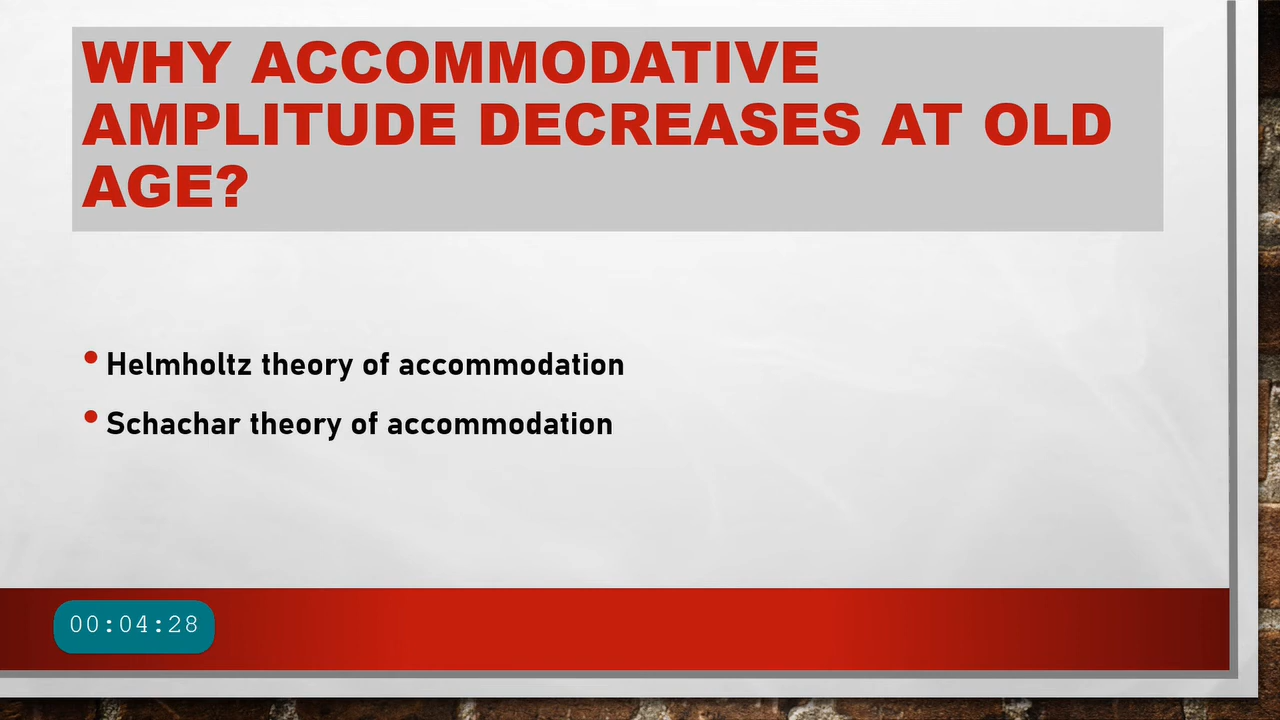 WHY ACCOMMODATIVE
AMPLITUDE DECREASES AT OLD
AGE?
• Helmholtz theory of accommodation
• Schachar theory of accommodation
00:04:28